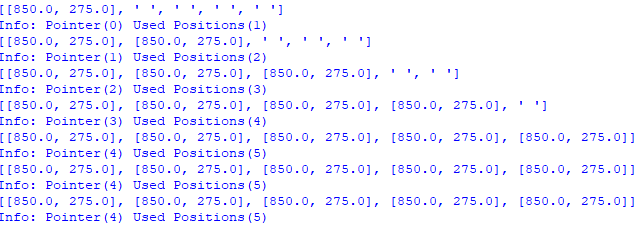 [[850.0, 275.0], ' ', ' ', ' ', ' ']
Info: Pointer(0) Used Positions(1)
[[850.0, 275.0], [850.0, 275.0], ' ', ' ', ' ']
Info: Pointer(1) Used Positions(2)
[[850.0, 275.0], [850.0, 275.0], [850.0, 275.0], ' ', ' ']
Info: Pointer(2) Used Positions(3)
[[850.0, 275.0], [850.0, 275.0], [850.0, 275.0], [850.0, 275.0], ' ']
Info: Pointer(3) Used Positions(4)
[[850.0, 275.0], [850.0, 275.0], [850.0, 275.0], [850.0, 275.0], [850.0, 275.0]]
Info: Pointer(4) Used Positions(5)
[[850.0, 275.0], [850.0, 275.0], [850.0, 275.0], [850.0, 275.0], [850.0, 275.0]]
Info: Pointer(4) Used Positions(5)
[[850.0, 275.0], [850.0, 275.0], [850.0, 275.0], [850.0, 275.0], [850.0, 275.0]]
Info: Pointer(4) Used Positions(5)